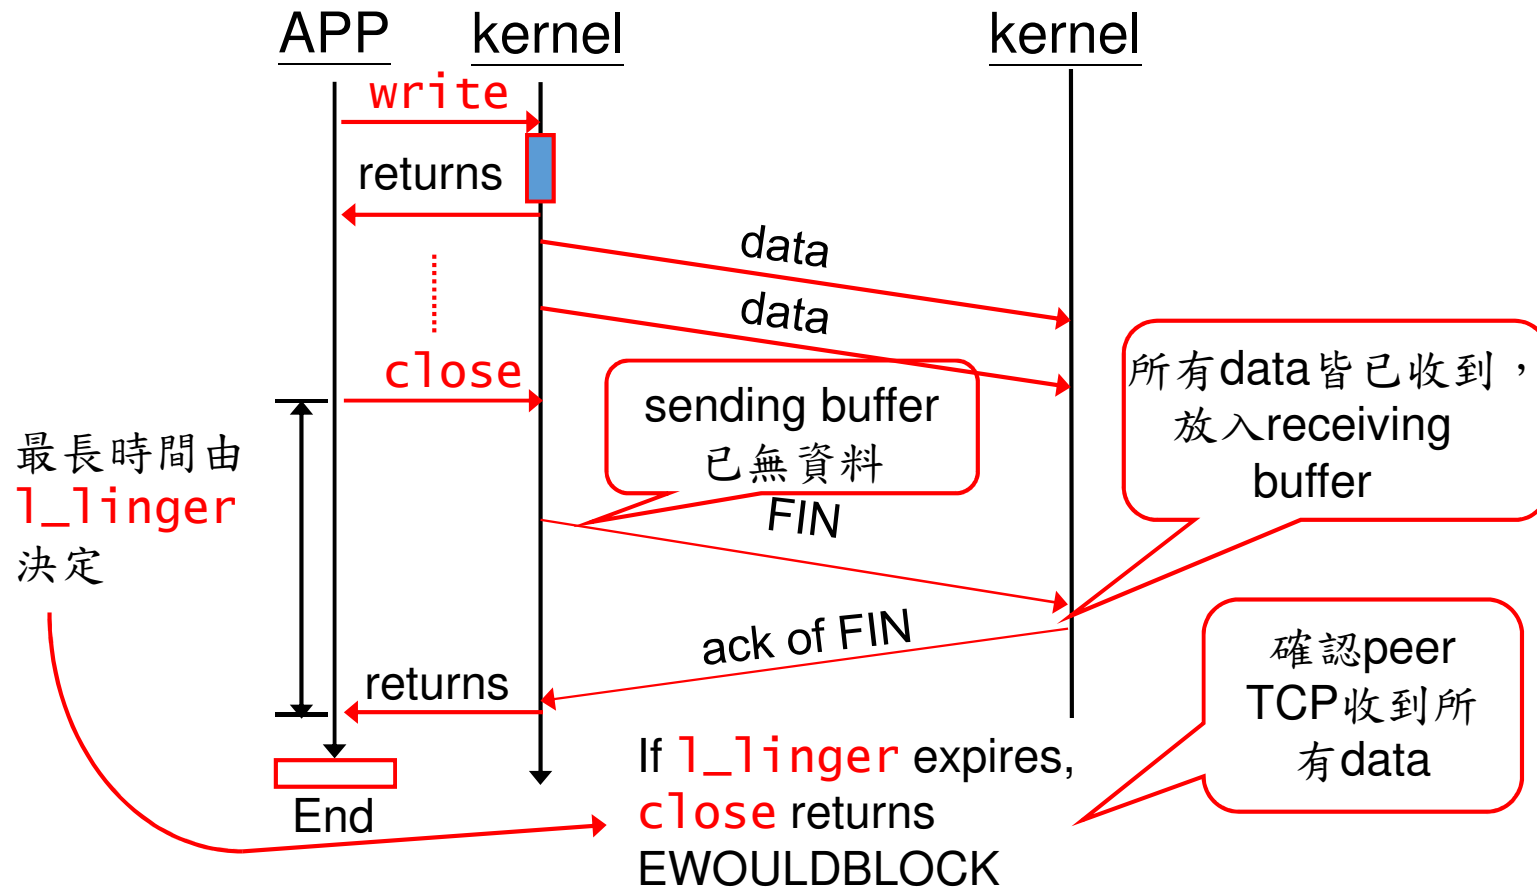 APP
kernel
kernel
write
returns
data
data
close
sending buffer
已無資料
所有data皆已收到，
放入receiving
buffer
最長時間由
l_linger
決定
FIN
ack of FIN
returns
確認peer
TCP收到所
有data
End
If l_linger expires,
close returns
EWOULDBLOCK